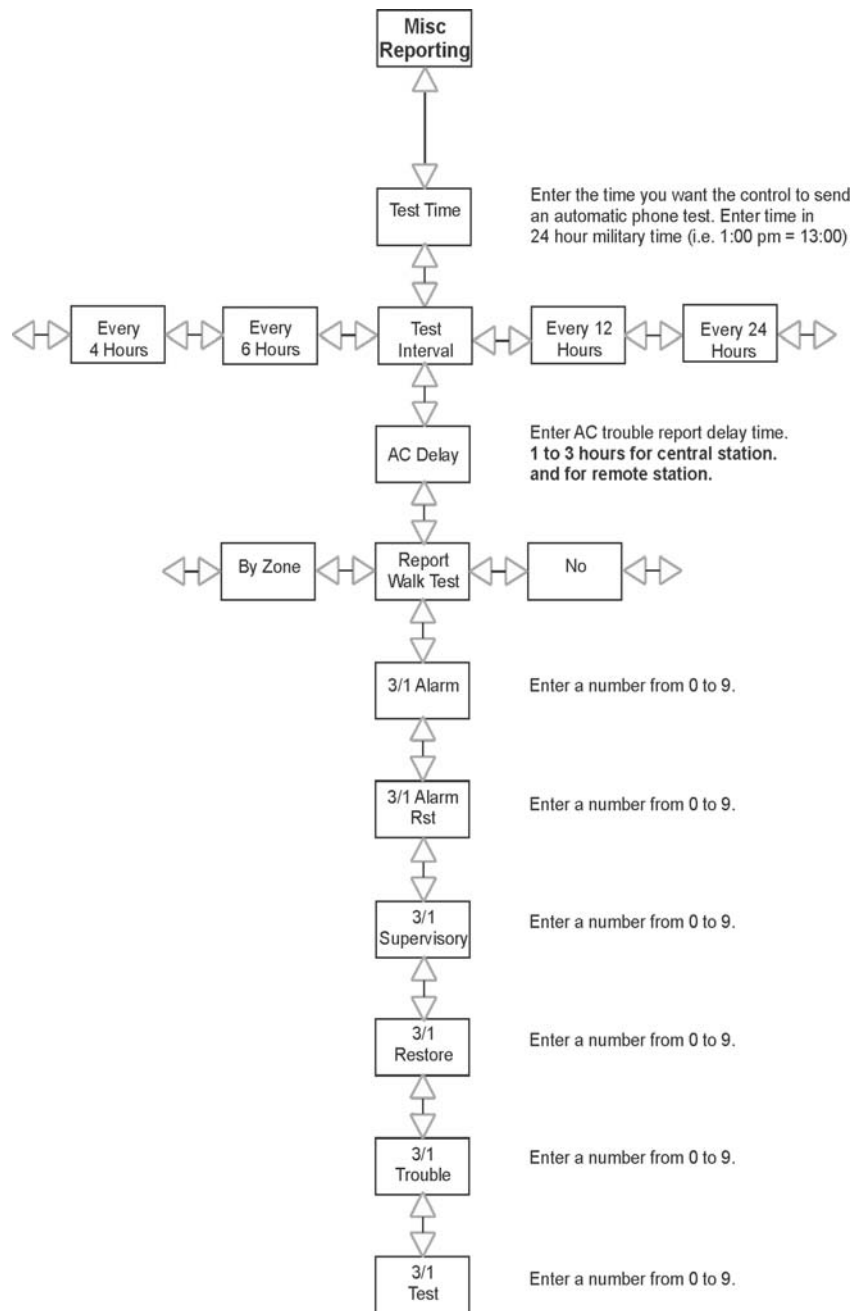 Misc
Reporting
Test Time
Enter the time you want the control to send
an automatic phone test. Enter time in
24 hour military time (i.e. 1:00 pm = 13:00)
Every
4 Hours
Every
6 Hours
Test
Interval
Every 12
Hours
Every 24
Hours
AC Delay
Enter AC trouble report delay time.
1 to 3 hours for central station.
and for remote station.
By Zone
Report
Walk Test
No
3/1 Alarm
Enter a number from 0 to 9.
3/1 Alarm
Rst
Enter a number from 0 to 9.
3/1
Supervisory
Enter a number from 0 to 9.
3/1
Restore
Enter a number from 0 to 9.
3/1
Trouble
Enter a number from 0 to 9.
3/1
Test
Enter a number from 0 to 9.